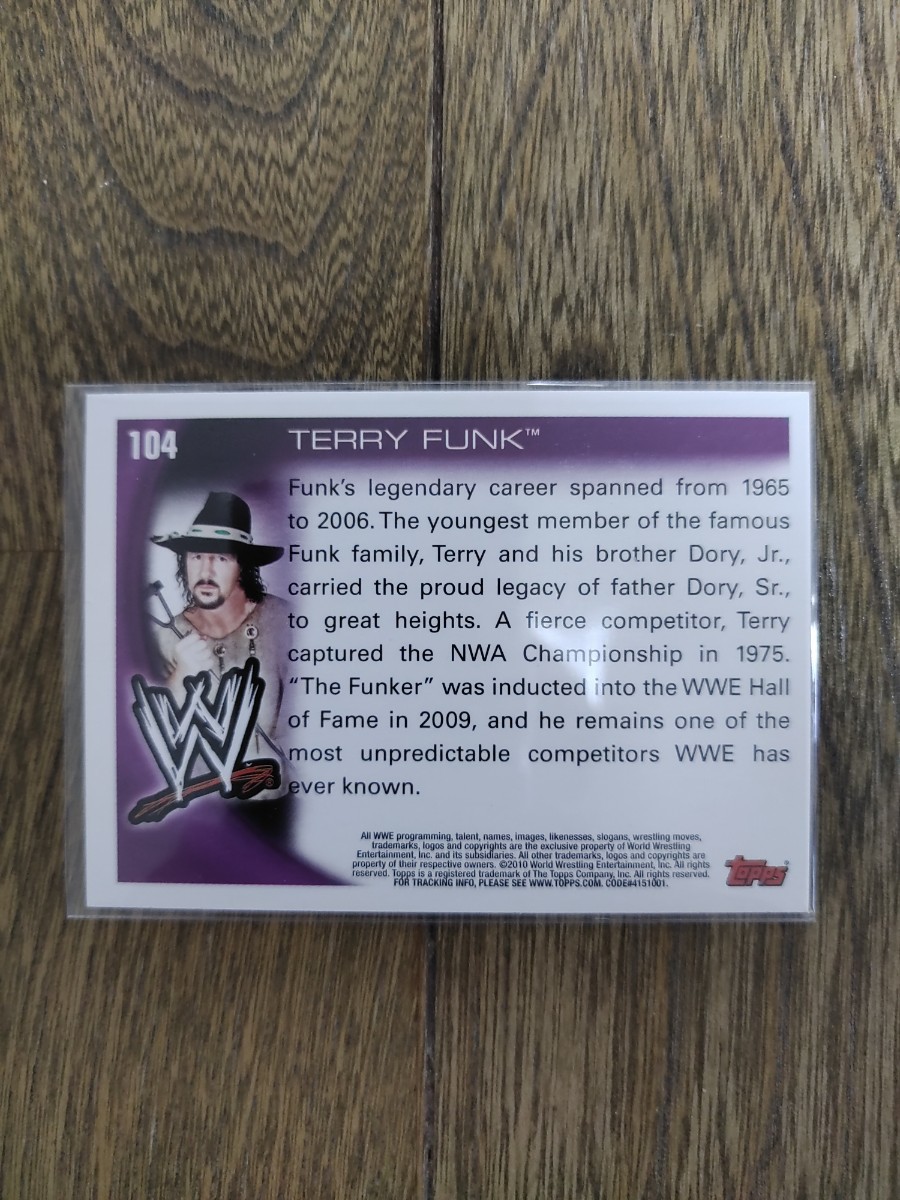 104
TERRY FUNK™
Funk's legendary career spanned from 1965
to 2006. The youngest member of the famous
Funk family, Terry and his brother Dory, Jr.,
carried the proud legacy of father Dory, Sr.,
to great heights. A fierce competitor, Terry
captured the NWA Championship in 1975.
“The Funker” was inducted into the WWE Hall
of Fame in 2009, and he remains one of the
most unpredictable competitors WWE has
ever known.
W
®
All WWE programming, talent, names, images, likenesses, slogans, wrestling moves,
trademarks, logos and copyrights are the exclusive property of World Wrestling
Entertainment, Inc. and its subsidiaries. All other trademarks, logos and copyrights are
property of their respective owners. ©2010 World Wrestling Entertainment, Inc. All rights
reserved. Topps is a registered trademark of The Topps Company, Inc. All rights reserved.
FOR TRACKING INFO, PLEASE SEE WWW.TOPPS.COM. CODE#4151001.
topps®